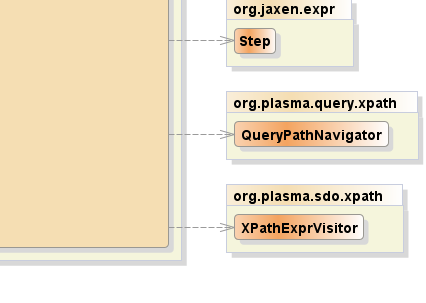 org.jaxen.expr
Step
org.plasma.query.xpath
QueryPathNavigator
org.plasma.sdo.xpath
XPathExprVisitor